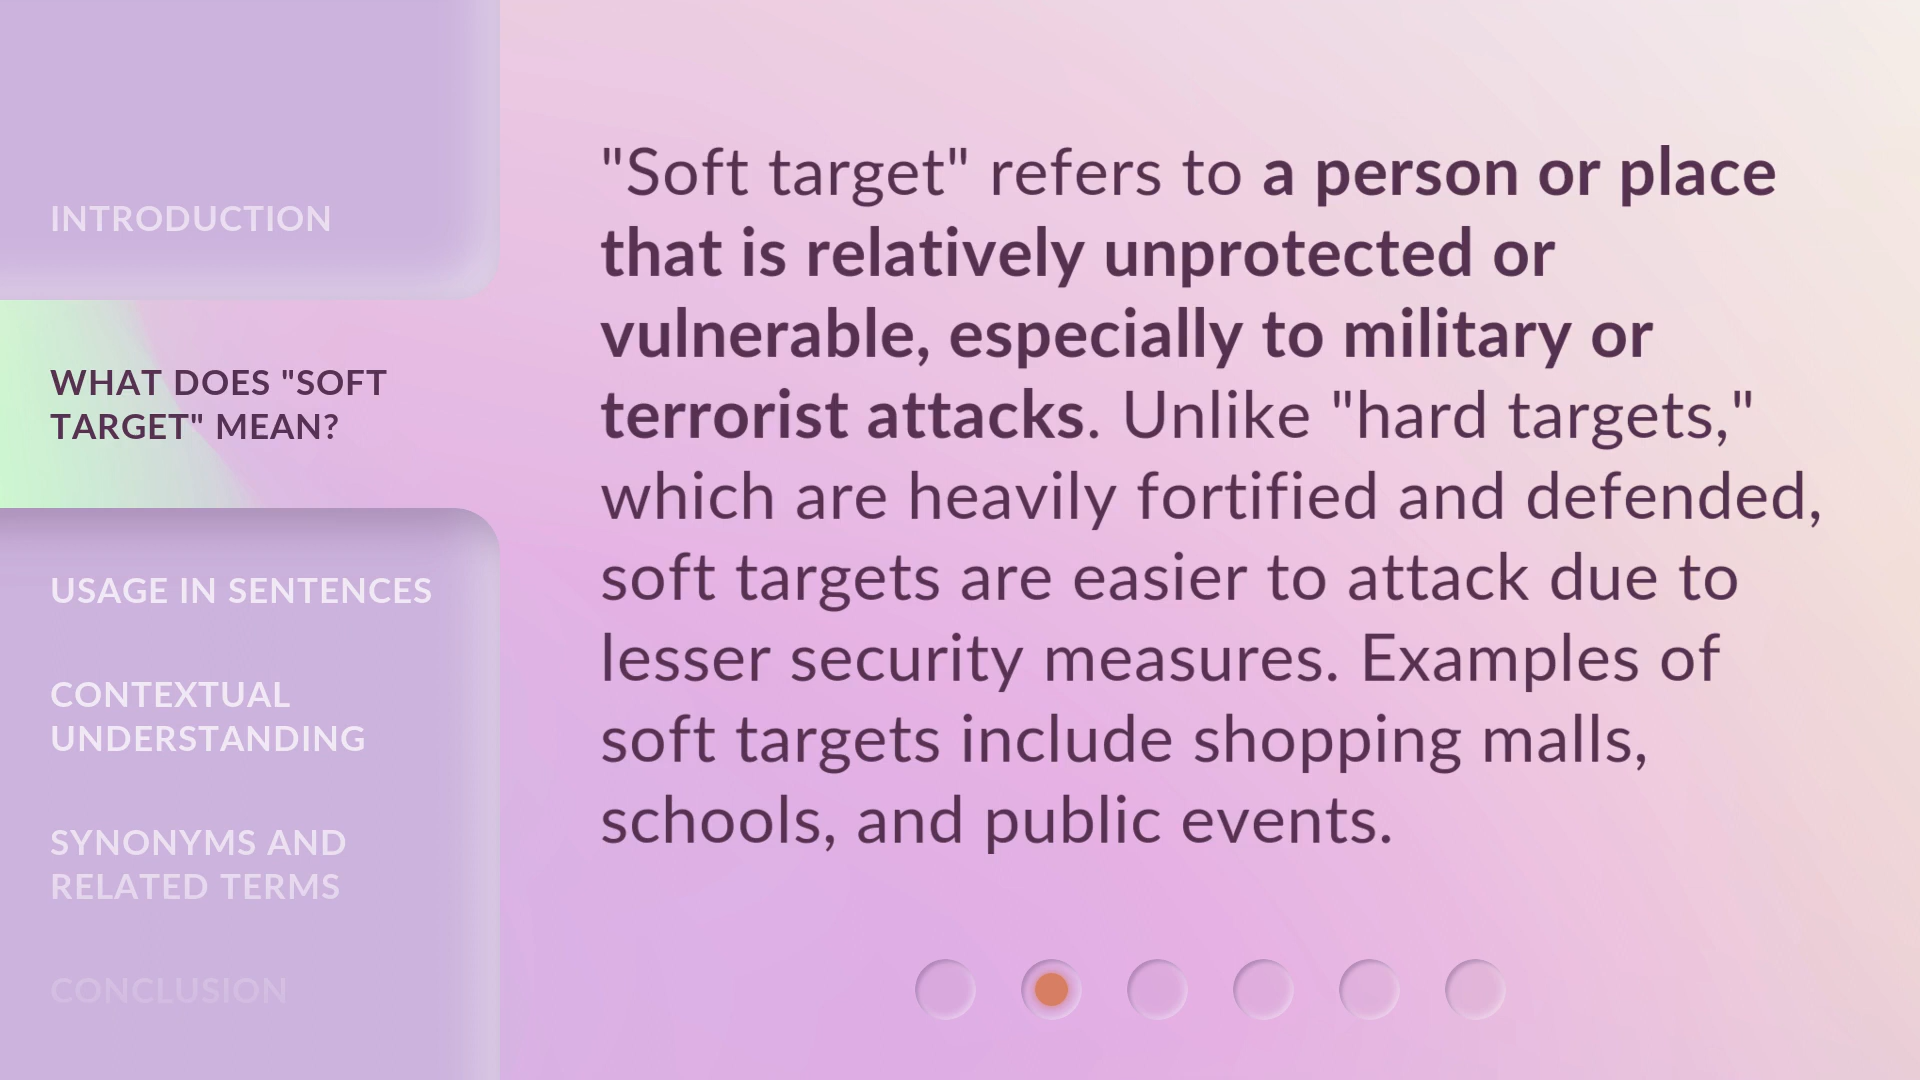 INTRODUCTION
WHAT DOES "SOFT
TARGET" MEAN?
USAGE IN SENTENCES
CONTEXTUAL
UNDERSTANDING
SYNONYMS AND
RELATED TERMS
CONCLUSION
"Soft target" refers to a person or place
that is relatively unprotected or
vulnerable, especially to military or
terrorist attacks. Unlike "hard targets,"
which are heavily fortified and defended,
soft targets are easier to attack due to
lesser security measures. Examples of
soft targets include shopping malls,
schools, and public events.